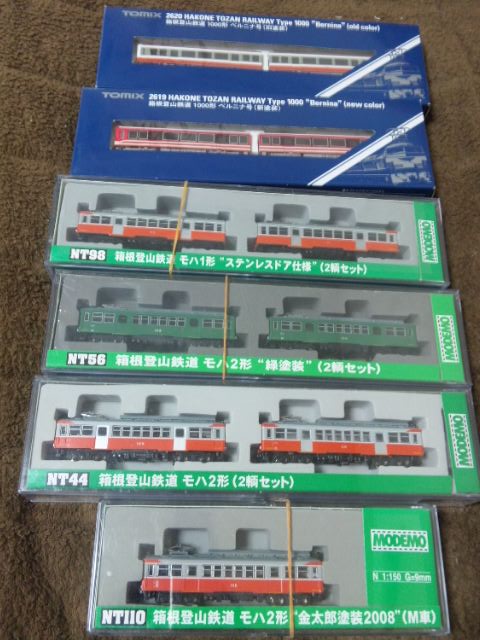 TOMIX
2620 HAKONE TOZAN RAILWAY Type 1000 "Bernina" (old color)
箱根登山鉄道 1000形 ベルニナ号(旧塗装)
TOMIX
2619 HAKONE TOZAN RAILWAY Type 1000 "Bernina" (new color)
箱根登山鉄道 1000形 ベルニナ号(新塗装)
MODEMO
NT98 箱根登山鉄道 モハ1形 "ステンレスドア仕様" (2輌セット)
MODEMO
NT56 箱根登山鉄道 モハ2形 "緑塗装" (2輌セット)
MODEMO
NT44 箱根登山鉄道 モハ2形 (2輌セット)
MODEMO
N 1:150 G=9mm
NT110 箱根登山鉄道 モハ2形 "金太郎塗装2008" (M車)